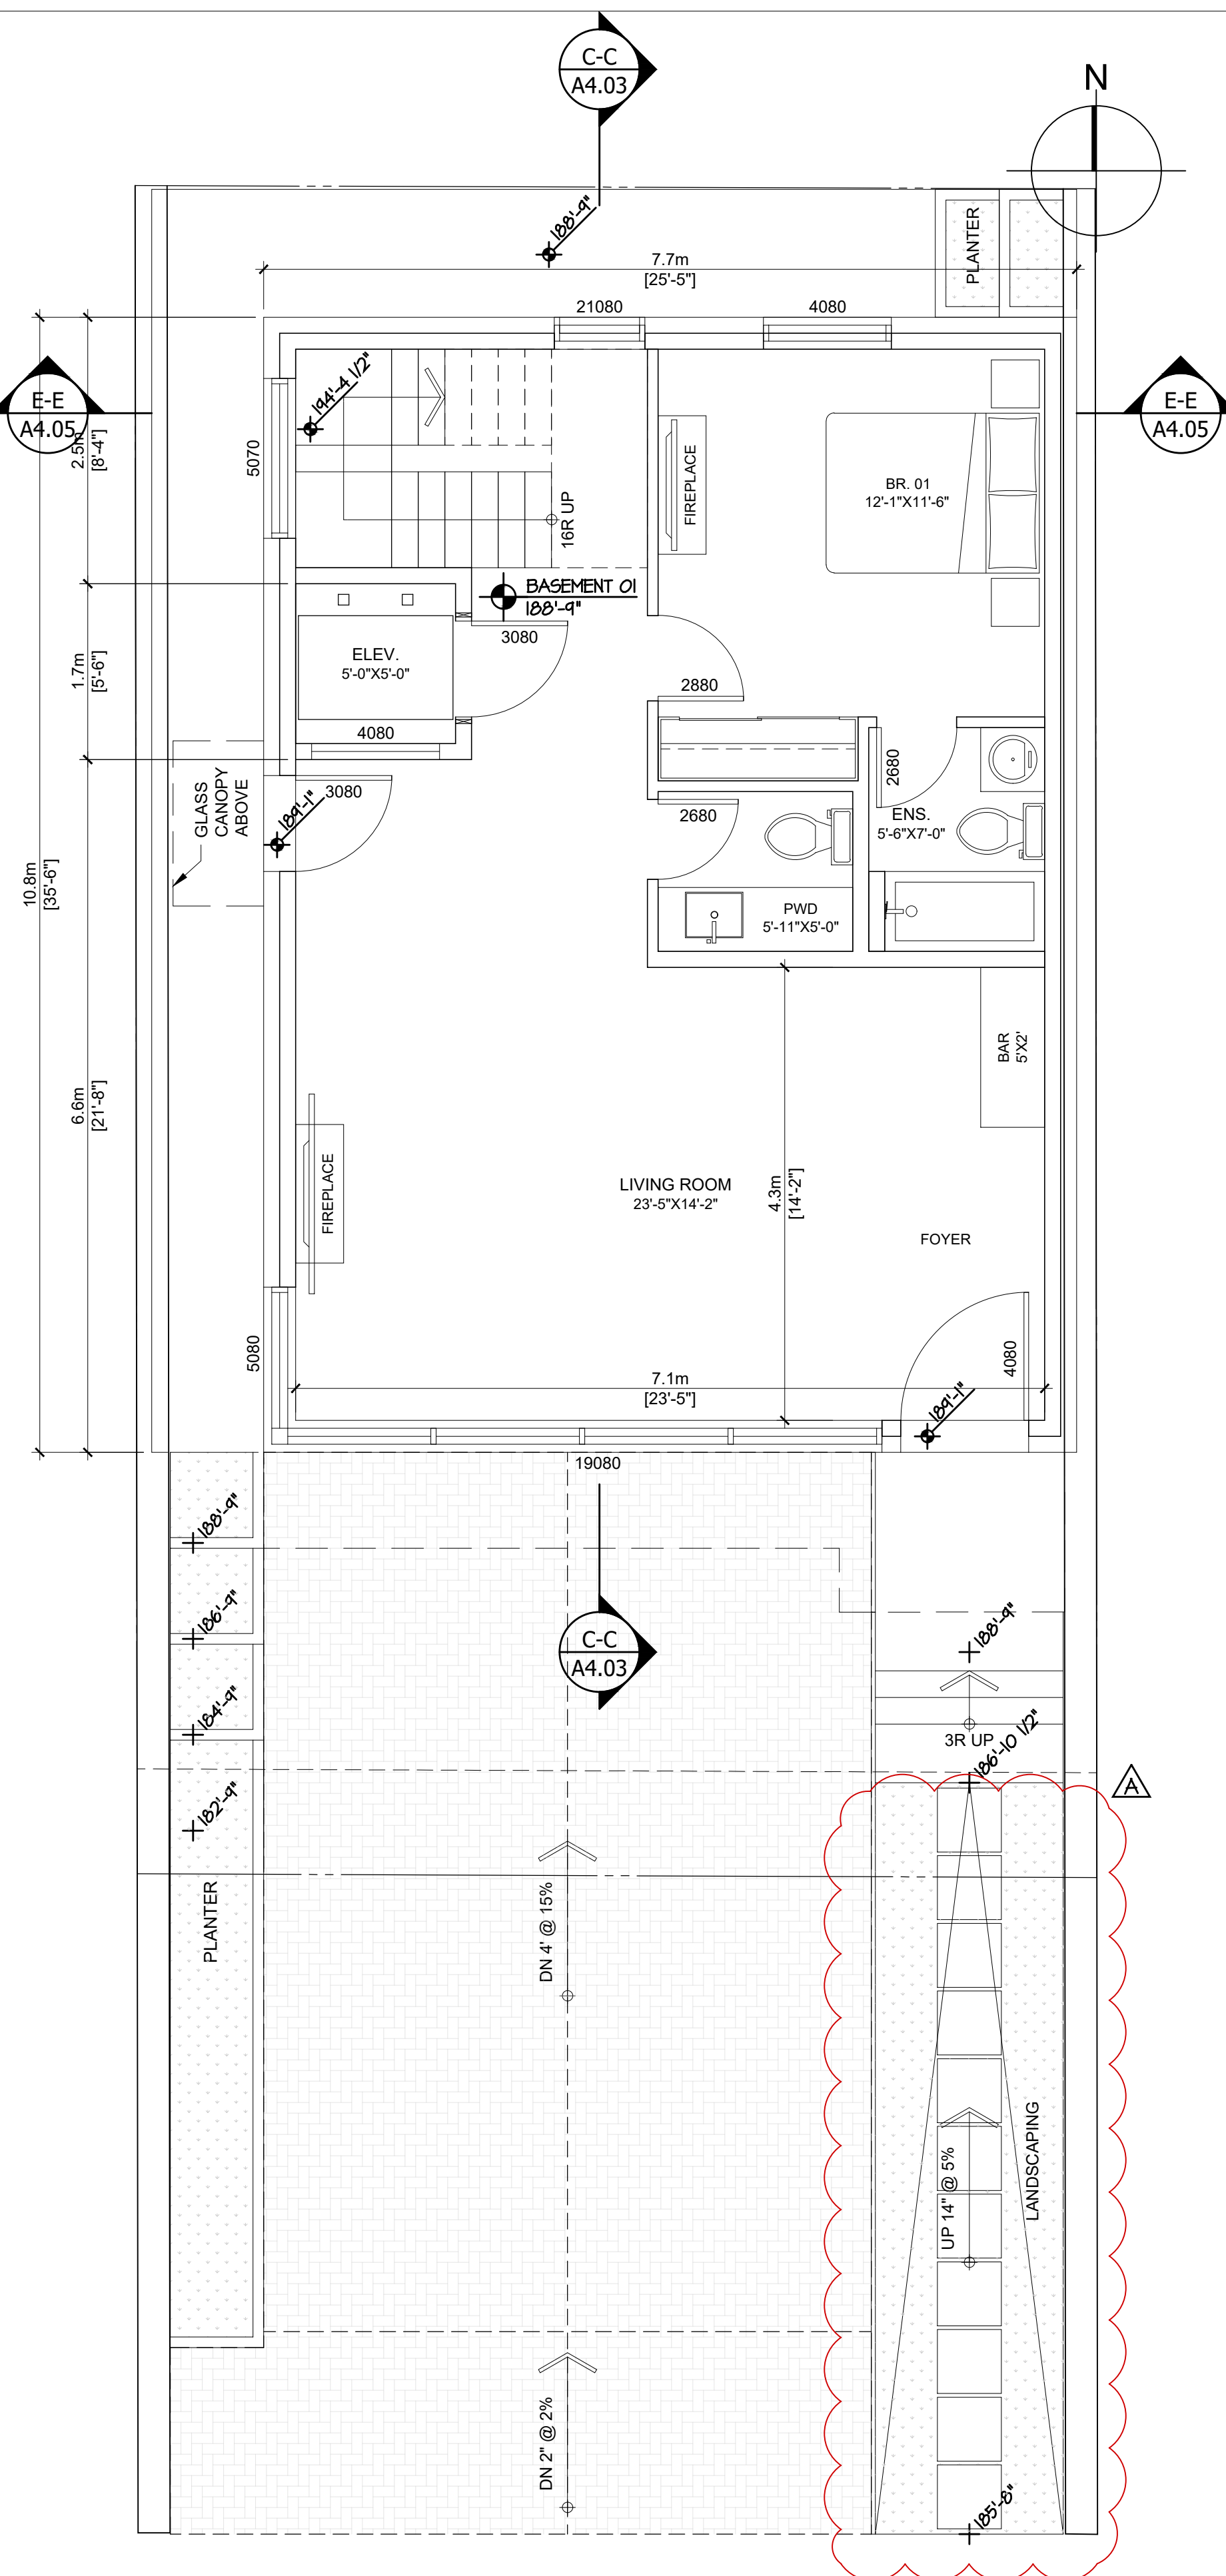 C-C
A4.03
N
188'-9"
PLANTER
7.7m
[25'-5"]
21080
4080
E-E
A4.05
2.5m
[8'-4"]
194'-4 1/2"
5070
16R UP
FIREPLACE
BR. 01
12'-1"X11'-6"
E-E
A4.05
BASEMENT 01
188'-9"
3080
ELEV.
5'-0"X5'-0"
1.7m
[5'-6"]
2880
4080
2680
GLASS
CANOPY
ABOVE
3080
189'-1"
2680
ENS.
5'-6"X7'-0"
10.8m
[35'-6"]
PWD
5'-11"X5'-0"
BAR
5'X2'
6.6m
[21'-8"]
FIREPLACE
LIVING ROOM
23'-5"X14'-2"
4.3m
[14'-2"]
FOYER
5080
4080
7.1m
[23'-5"]
189'-1"
19080
188'-9"
186'-9"
184'-9"
182'-9"
C-C
A4.03
188'-9"
3R UP
186'-10 1/2"
A
PLANTER
DN 4' @ 15%
UP 14" @ 5%
LANDSCAPING
DN 2" @ 2%
185'-8"